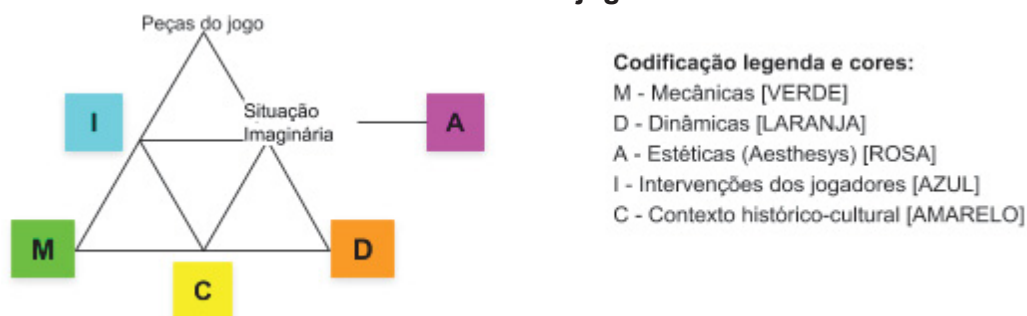 Peças do jogo
I
Situação
Imaginária
A
M
D
C
Codificação legenda e cores:
M - Mecânicas [VERDE]
D - Dinâmicas [LARANJA]
A - Estéticas (Aesthesys) [ROSA]
I - Intervenções dos jogadores [AZUL]
C - Contexto histórico-cultural [AMARELO]